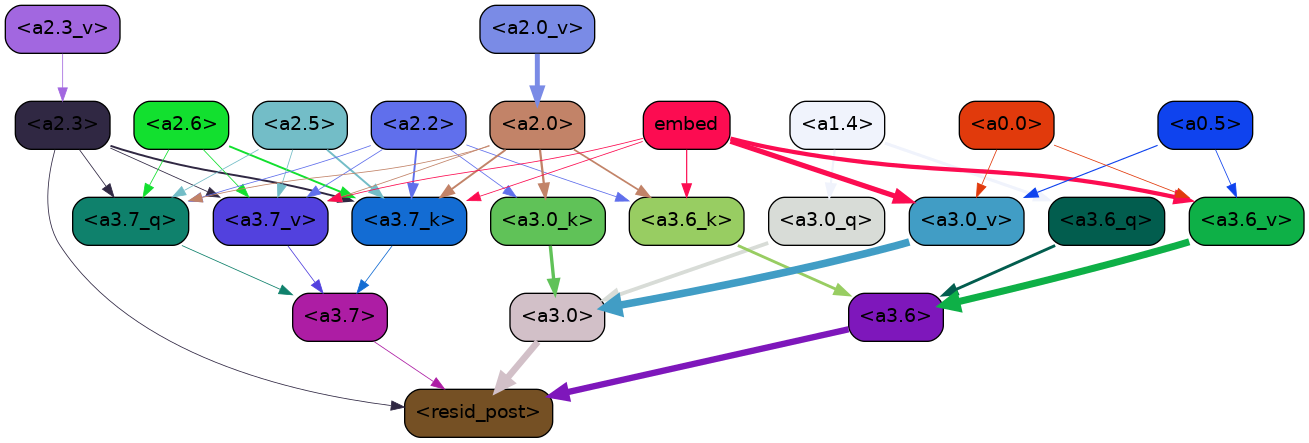 <a2.3_v> <a2.0_v>
<a2.3> <a2.6> <a2.5> <a2.2> <a2.0> embed <a1.4> <a0.0> <a0.5>
<a3.7_q> <a3.7_v> <a3.7_k> <a3.0_k> <a3.6_k> <a3.0_q> <a3.0_v> <a3.6_q> <a3.6_v>
<a3.7> <a3.0> <a3.6>
<resid_post>